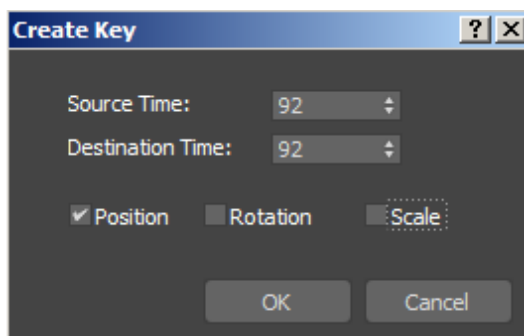 Create Key ? X
Source Time: 92
Destination Time: 92
Position Rotation Scale
OK Cancel